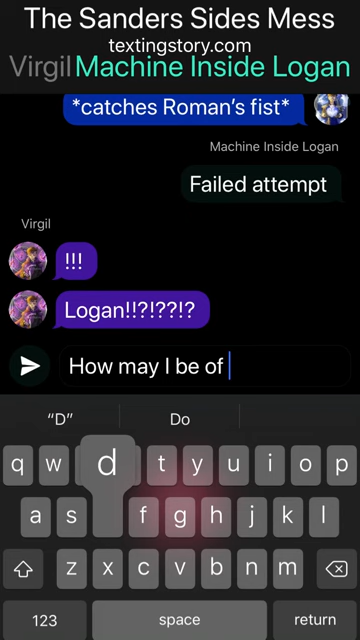 The Sanders Sides Mess
textingstory.com
Virgil Machine Inside Logan
*catches Roman's fist*
Machine Inside Logan
Failed attempt
Virgil
!!!
Logan!!?!??!?
How may I be of
“D” Do
q w d t y u i o p
a s f g h j k l
z x c v b n m
123 space return